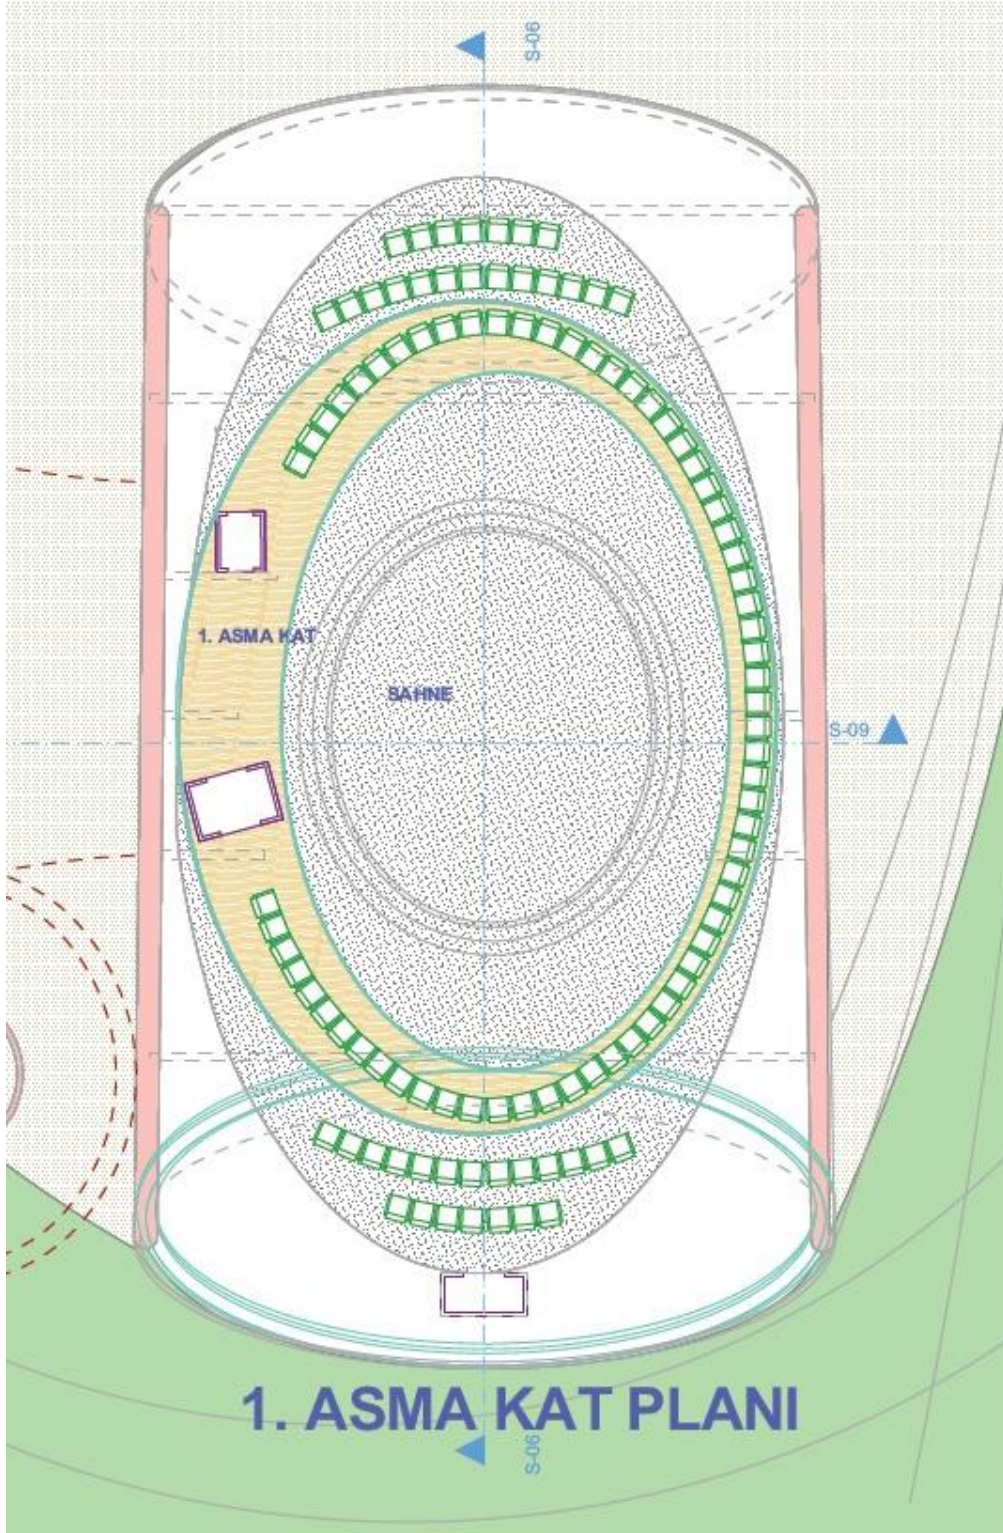 S-06
1. ASMA KAT
SAHNE
S-09
1. ASMA KAT PLANI
S-06